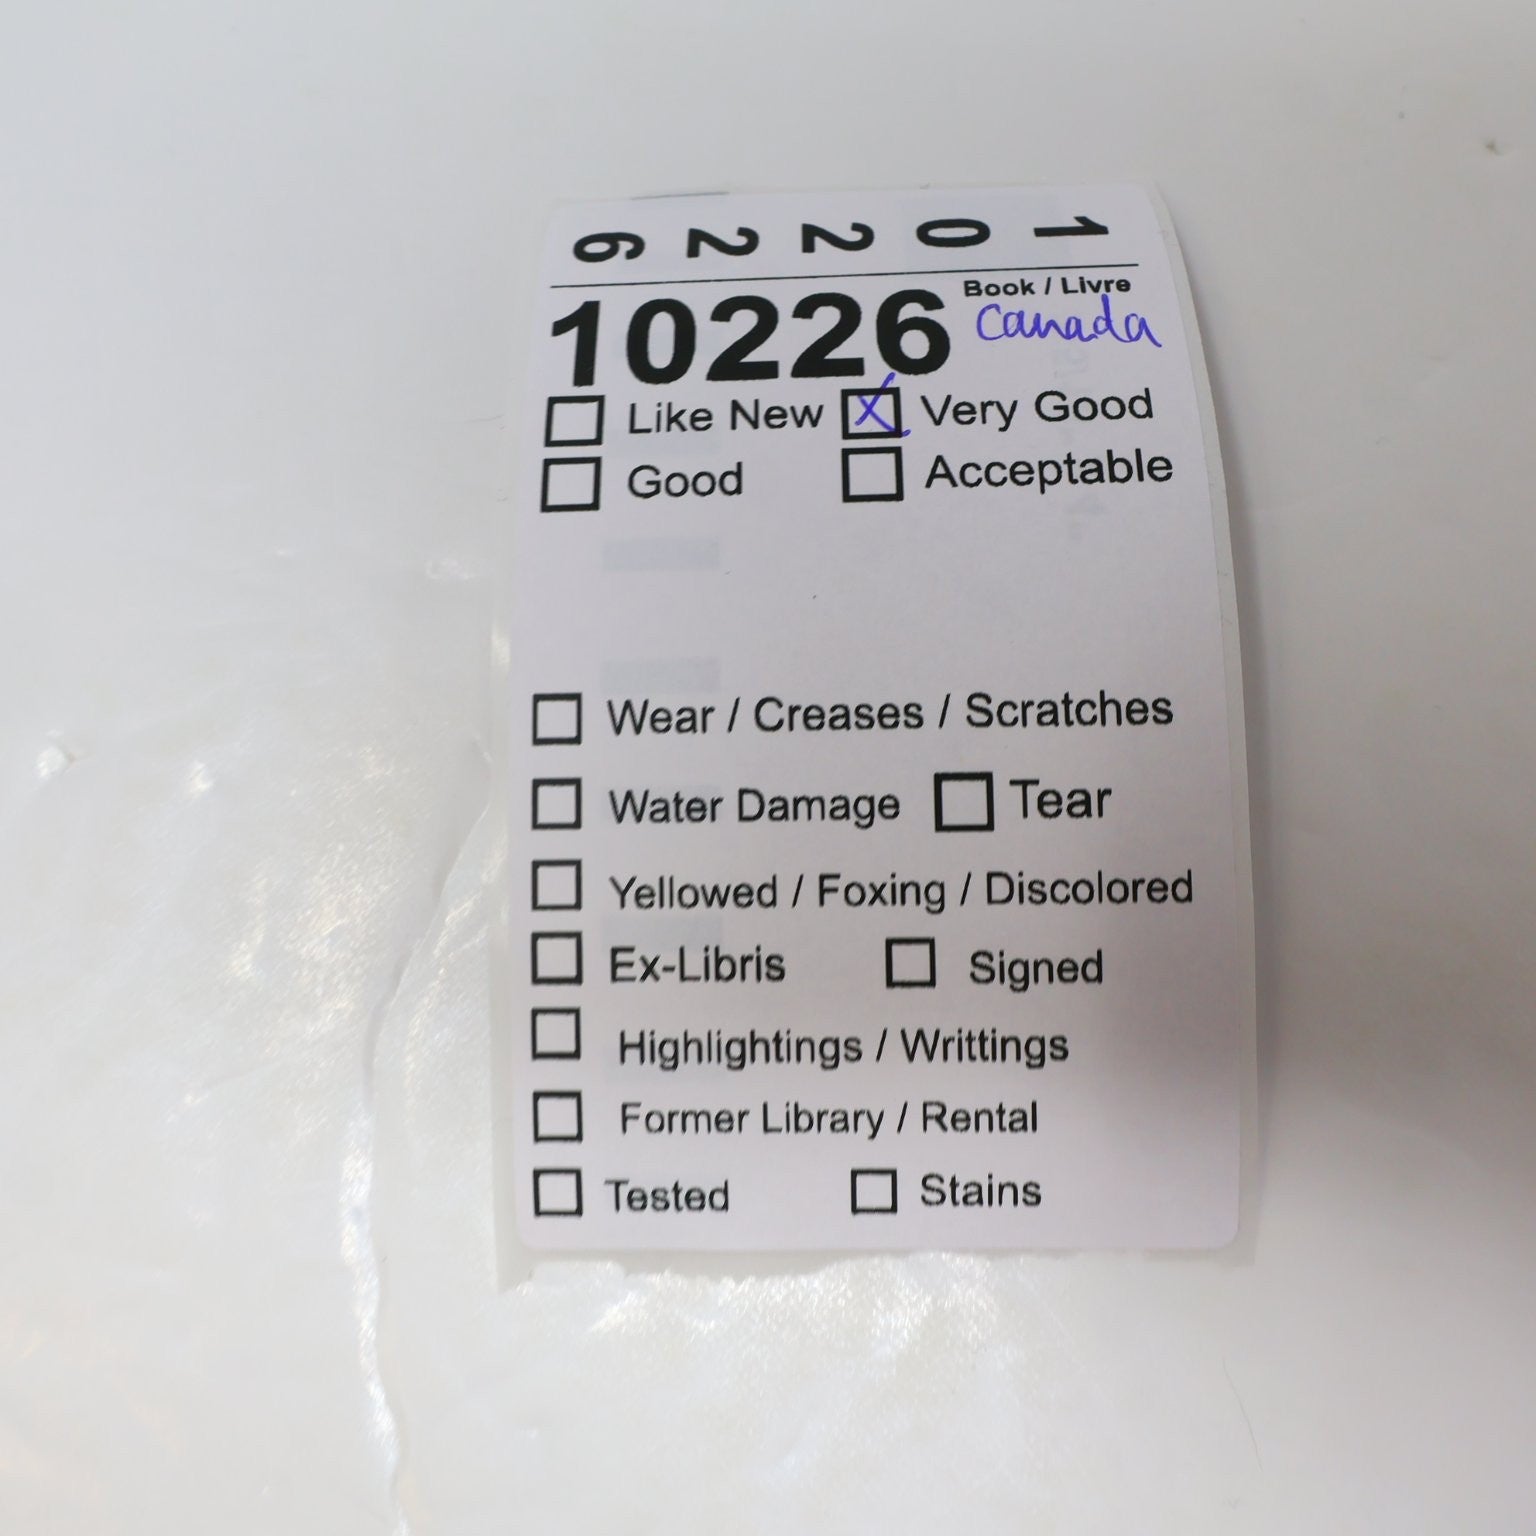 10226
10226 Book / Livre
Canada
Like New X Very Good
Good Acceptable
Wear / Creases / Scratches
Water Damage Tear
Yellowed / Foxing / Discolored
Ex-Libris Signed
Highlightings / Writtings
Former Library / Rental
Tested Stains